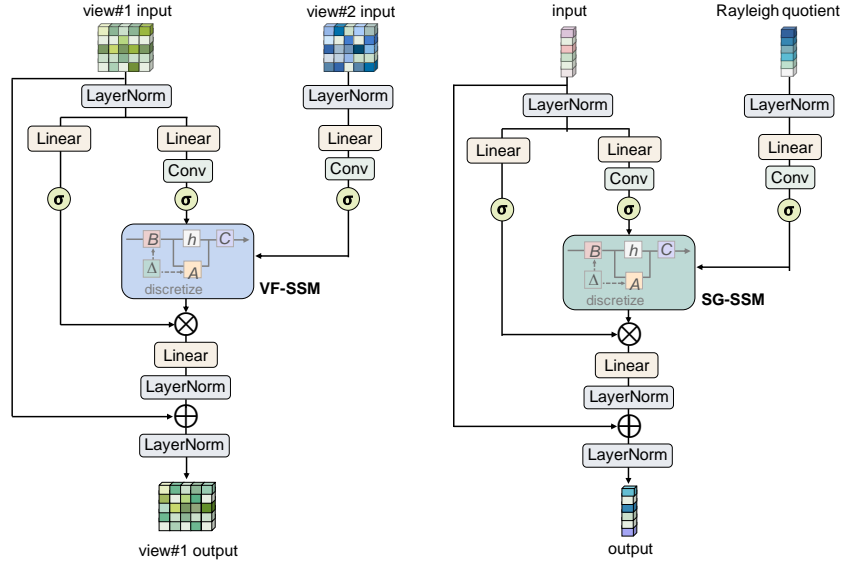 view#1 input
view#2 input
LayerNorm
LayerNorm
Linear
Linear
Linear
Conv
Conv
σ
σ
σ
B
h
C
Δ
A
discretize
VF-SSM
Linear
LayerNorm
LayerNorm
view#1 output
input
Rayleigh quotient
LayerNorm
LayerNorm
Linear
Linear
Linear
Conv
Conv
σ
σ
σ
B
h
C
Δ
A
discretize
SG-SSM
Linear
LayerNorm
LayerNorm
output